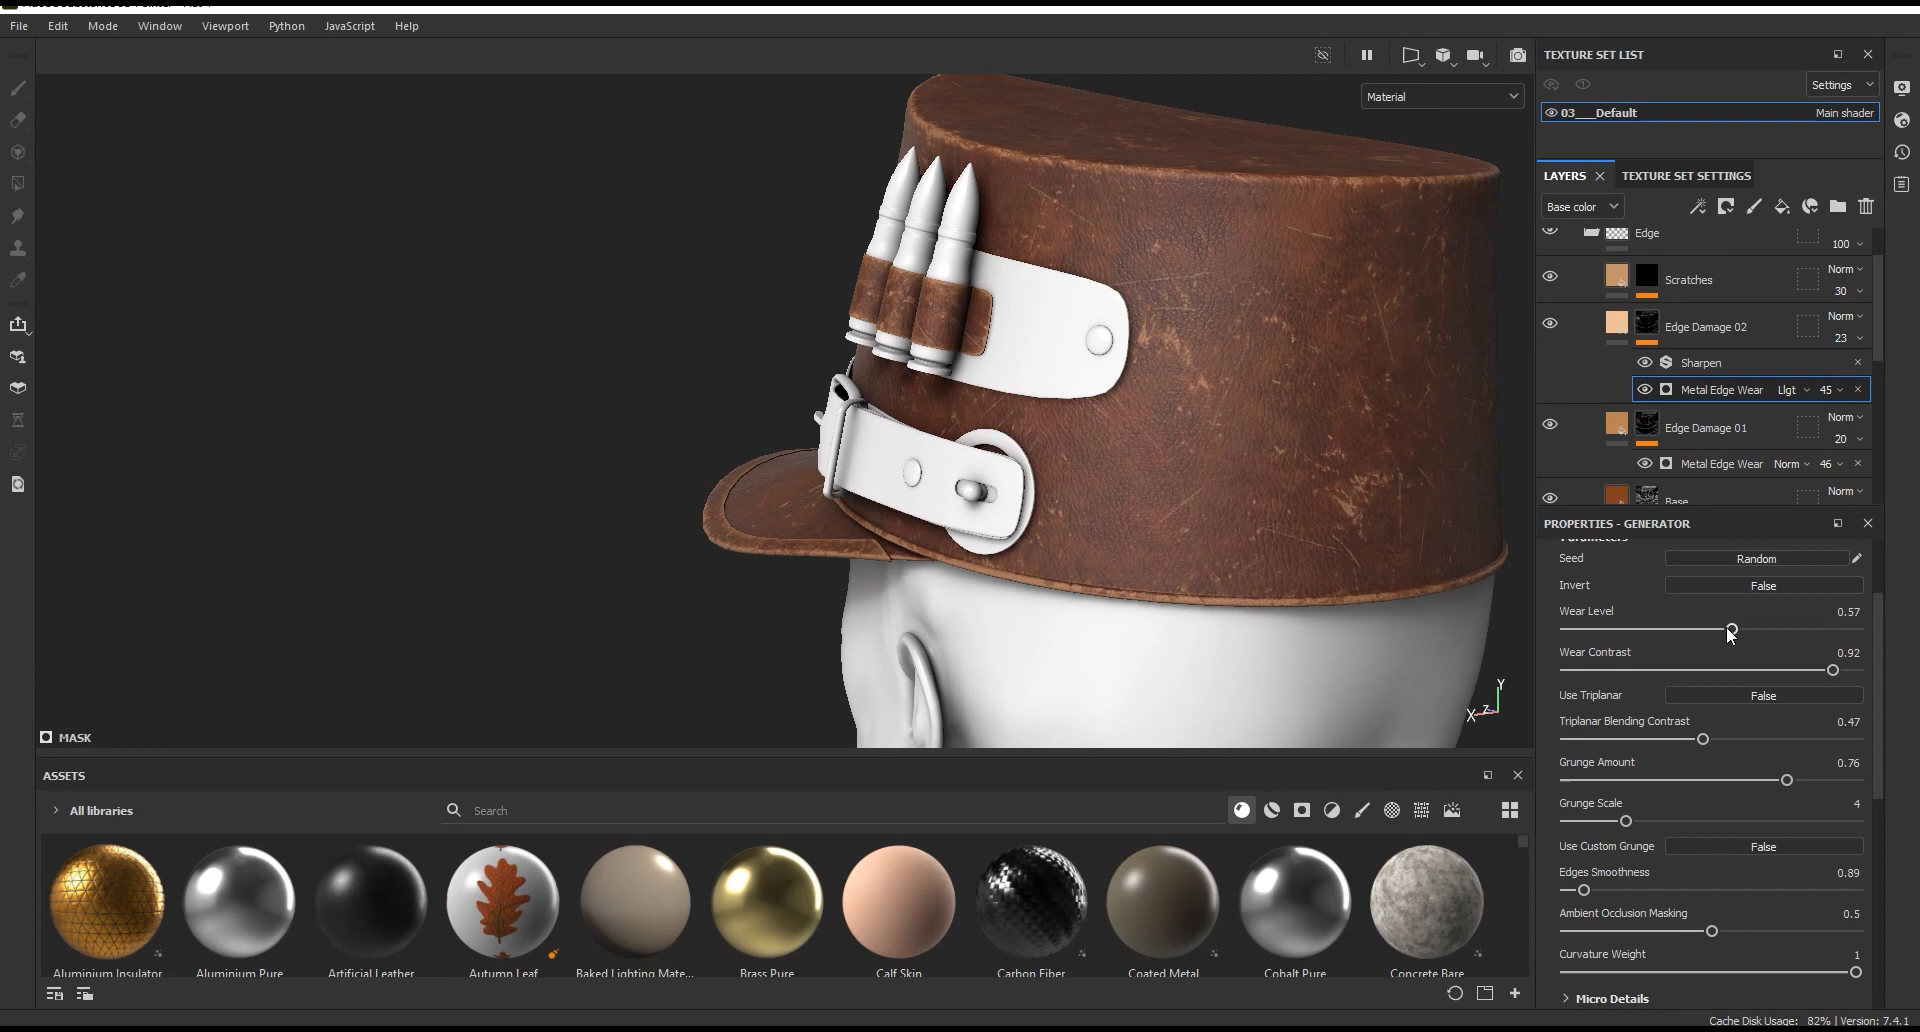 File Edit Mode Window Viewport Python JavaScript Help
Material
TEXTURE SET LIST
Settings
03___Default Main shader
LAYERS TEXTURE SET SETTINGS
Base color
Edge
100
Norm
Scratches
30
Norm
Edge Damage 02
23
Sharpen
Metal Edge Wear Llgt 45
Norm
Edge Damage 01
20
Metal Edge Wear Norm 46
Norm
Base
PROPERTIES - GENERATOR
Parameters
Seed Random
Invert False
Wear Level 0.57
Wear Contrast 0.92
Use Triplanar False
Triplanar Blending Contrast 0.47
Grunge Amount 0.76
Grunge Scale 4
Use Custom Grunge False
Edges Smoothness 0.89
Ambient Occlusion Masking 0.5
Curvature Weight 1
Micro Details
Y
X Z
MASK
ASSETS
All libraries
Search
Aluminium Insulator Aluminium Pure Artificial Leather Autumn Leaf Baked Lighting Mate... Brass Pure Calf Skin Carbon Fiber Coated Metal Cobalt Pure Concrete Bare
Cache Disk Usage: 82% | Version: 7.4.1